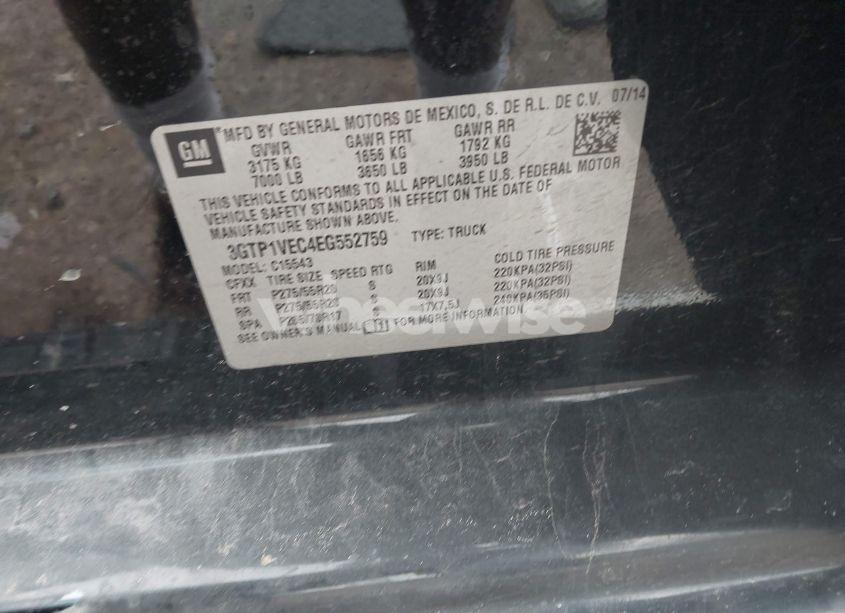 GM
*MFD BY GENERAL MOTORS DE MEXICO, S. DE R.L. DE C.V. 07/14
GVWR GAWR FRT GAWR RR
3175 KG 1656 KG 1792 KG
7000 LB 3650 LB 3950 LB
THIS VEHICLE CONFORMS TO ALL APPLICABLE U.S. FEDERAL MOTOR
VEHICLE SAFETY STANDARDS IN EFFECT ON THE DATE OF
MANUFACTURE SHOWN ABOVE.
3GTP1VEC4EG552759 TYPE: TRUCK
MODEL: C15543
CFXX TIRE SIZE SPEED RTG RIM COLD TIRE PRESSURE
FRT P275/55R20 S 20X9J 220KPA(32PSI)
RR P275/55R20 S 20X9J 220KPA(32PSI)
SPA P265/70R17 S 17X7.5J 240KPA(35PSI)
SEE OWNER'S MANUAL FOR MORE INFORMATION.